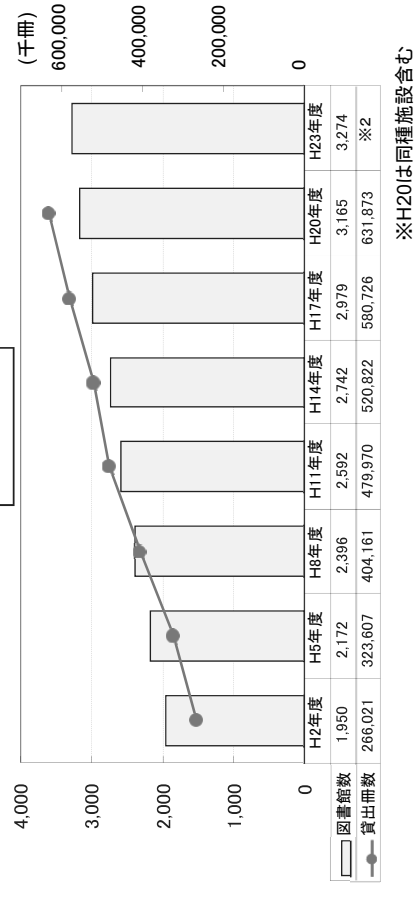 (千冊)
4,000
3,000
2,000
1,000
0
600,000
400,000
200,000
0
H2年度 H5年度 H8年度 H11年度 H14年度 H17年度 H20年度 H23年度
図書館数 1,950 2,172 2,396 2,592 2,742 2,979 3,165 3,274
貸出冊数 266,021 323,607 404,161 479,970 520,822 580,726 631,873 ※2
※H20は同種施設含む